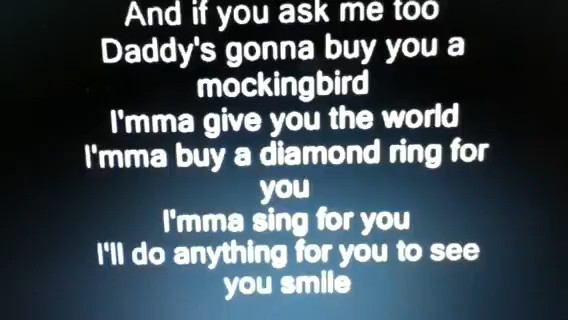 And if you ask me too
Daddy's gonna buy you a
mockingbird
I'mma give you the world
I'mma buy a diamond ring for
you
I'mma sing for you
I'll do anything for you to see
you smile